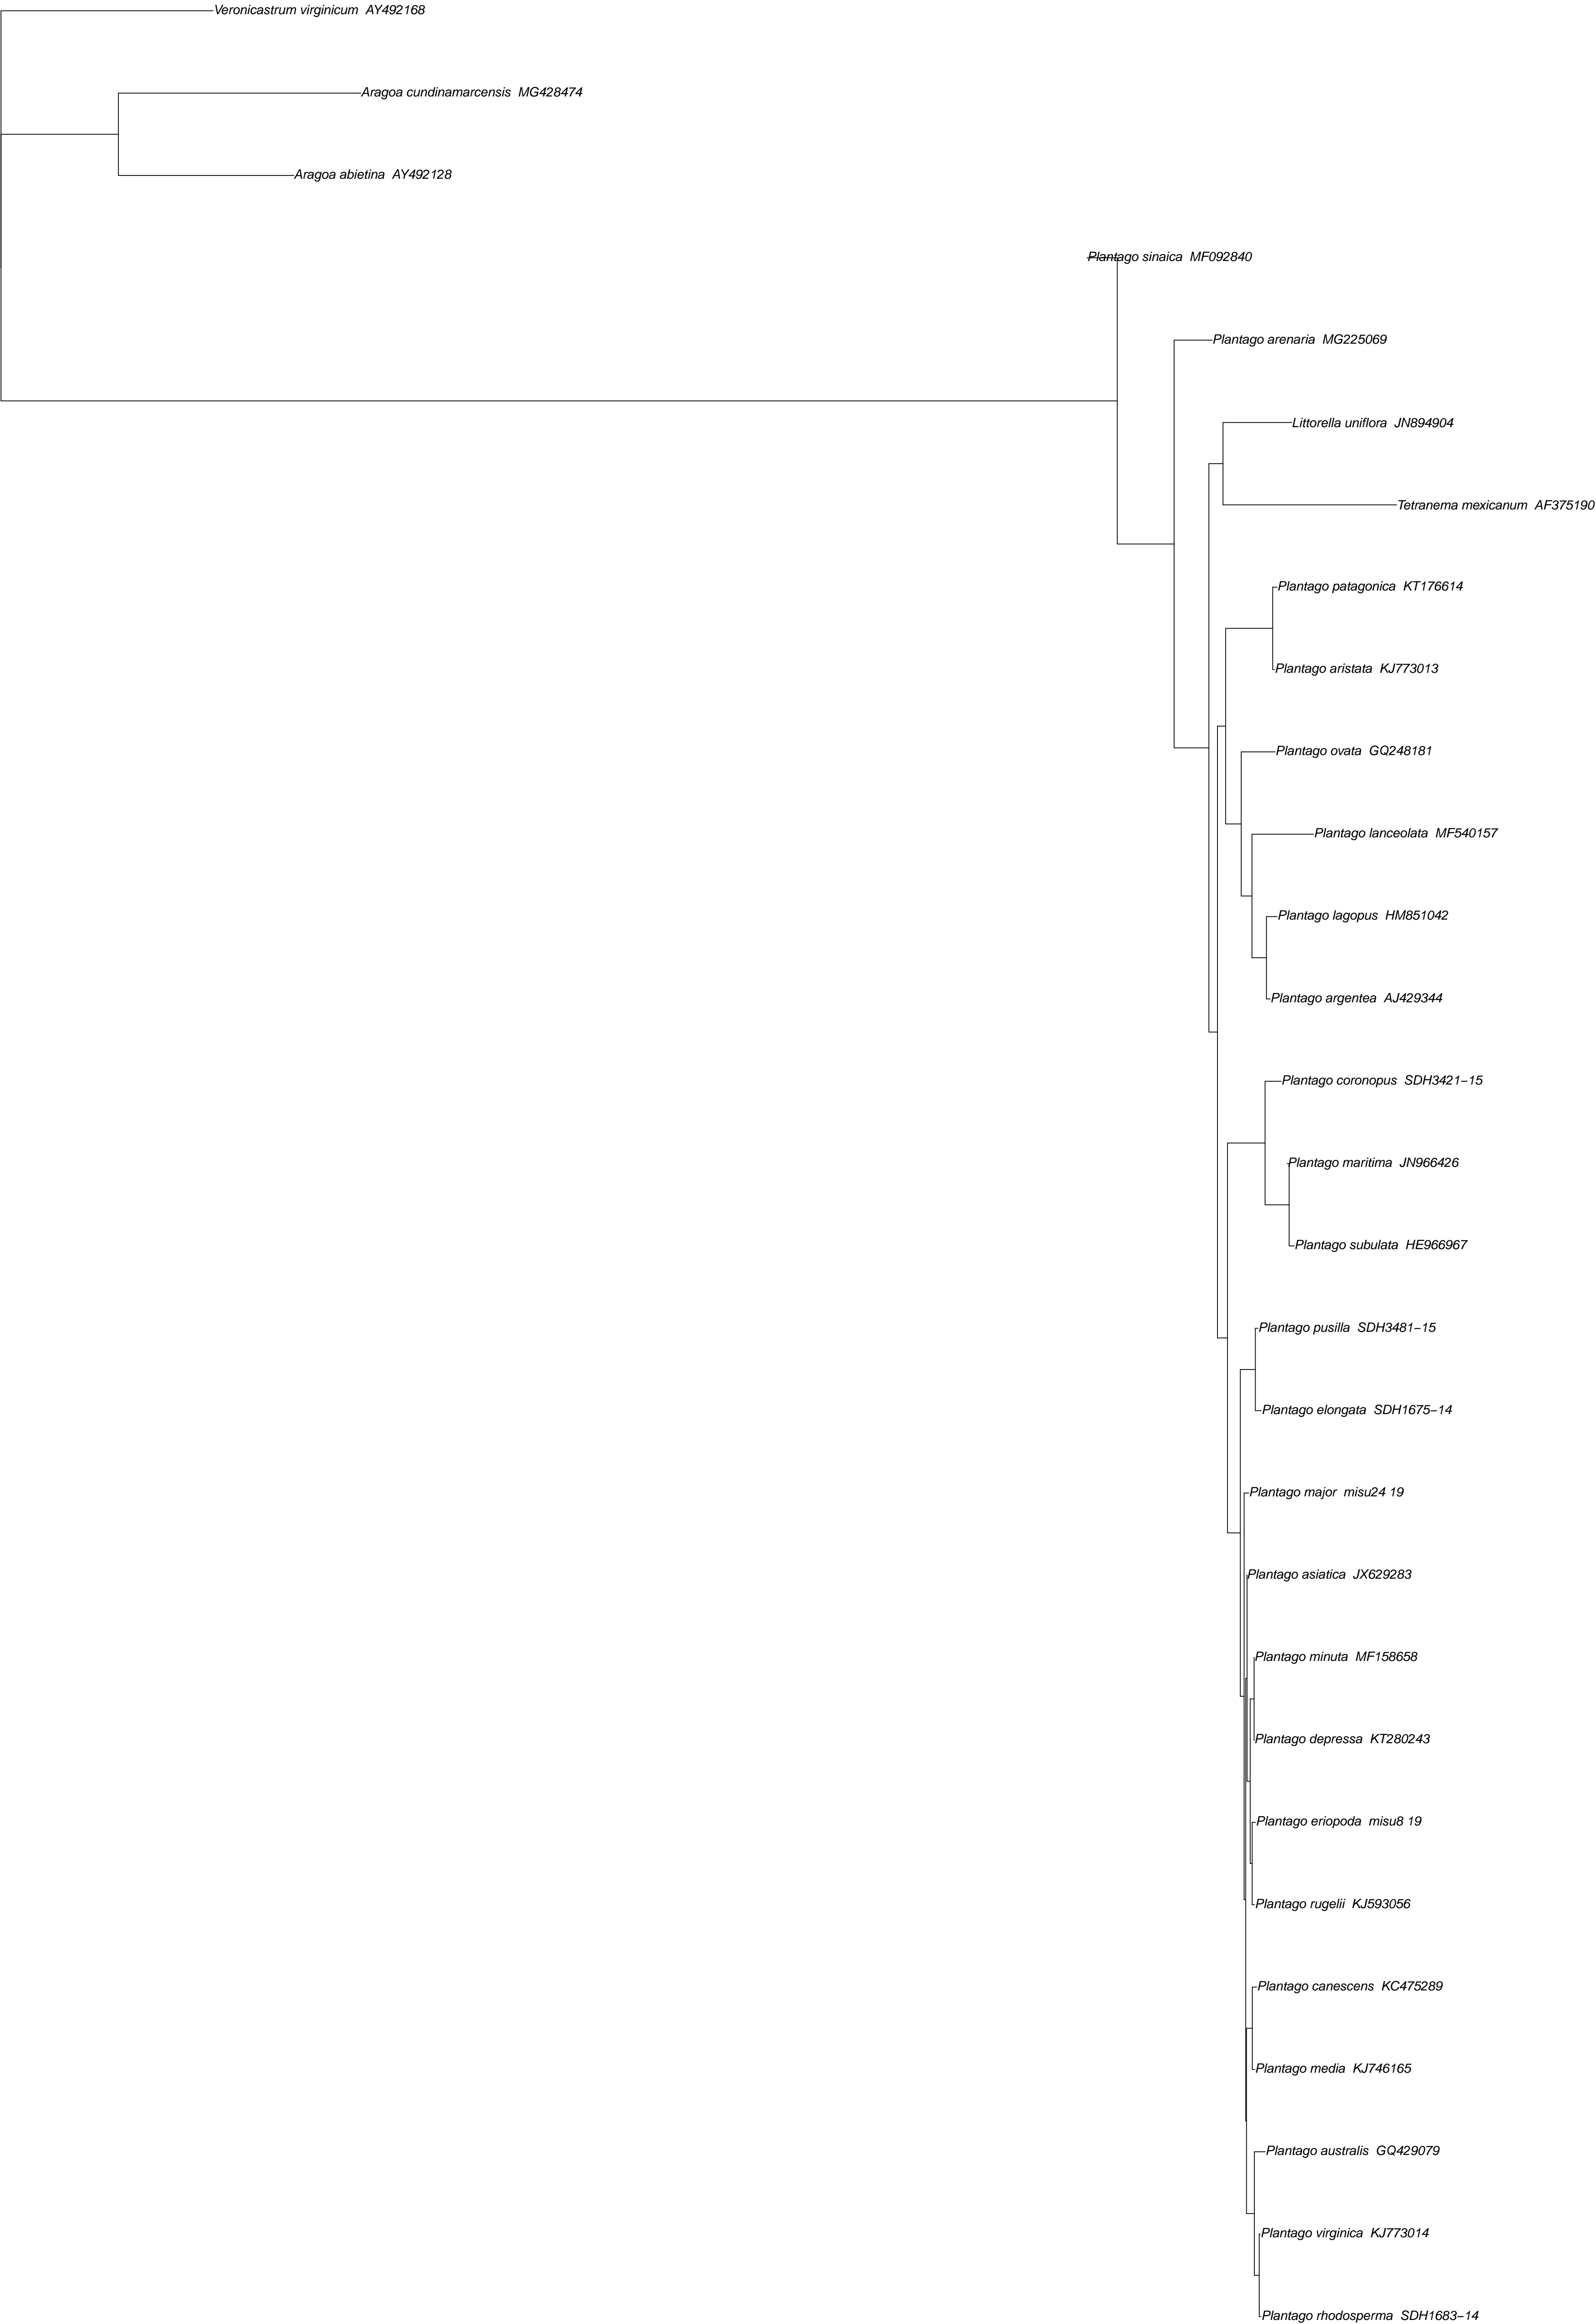 Veronicastrum virginicum AY492168
Aragoa cundinamarcensis MG428474
Aragoa abietina AY492128
Plantago sinaica MF092840
Plantago arenaria MG225069
Littorella uniflora JN894904
Tetranema mexicanum AF375190
Plantago patagonica KT176614
Plantago aristata KJ773013
Plantago ovata GQ248181
Plantago lanceolata MF540157
Plantago lagopus HM851042
Plantago argentea AJ429344
Plantago coronopus SDH3421−15
Plantago maritima JN966426
Plantago subulata HE966967
Plantago pusilla SDH3481−15
Plantago elongata SDH1675−14
Plantago major misu24 19
Plantago asiatica JX629283
Plantago minuta MF158658
Plantago depressa KT280243
Plantago eriopoda misu8 19
Plantago rugelii KJ593056
Plantago canescens KC475289
Plantago media KJ746165
Plantago australis GQ429079
Plantago virginica KJ773014
Plantago rhodosperma SDH1683−14